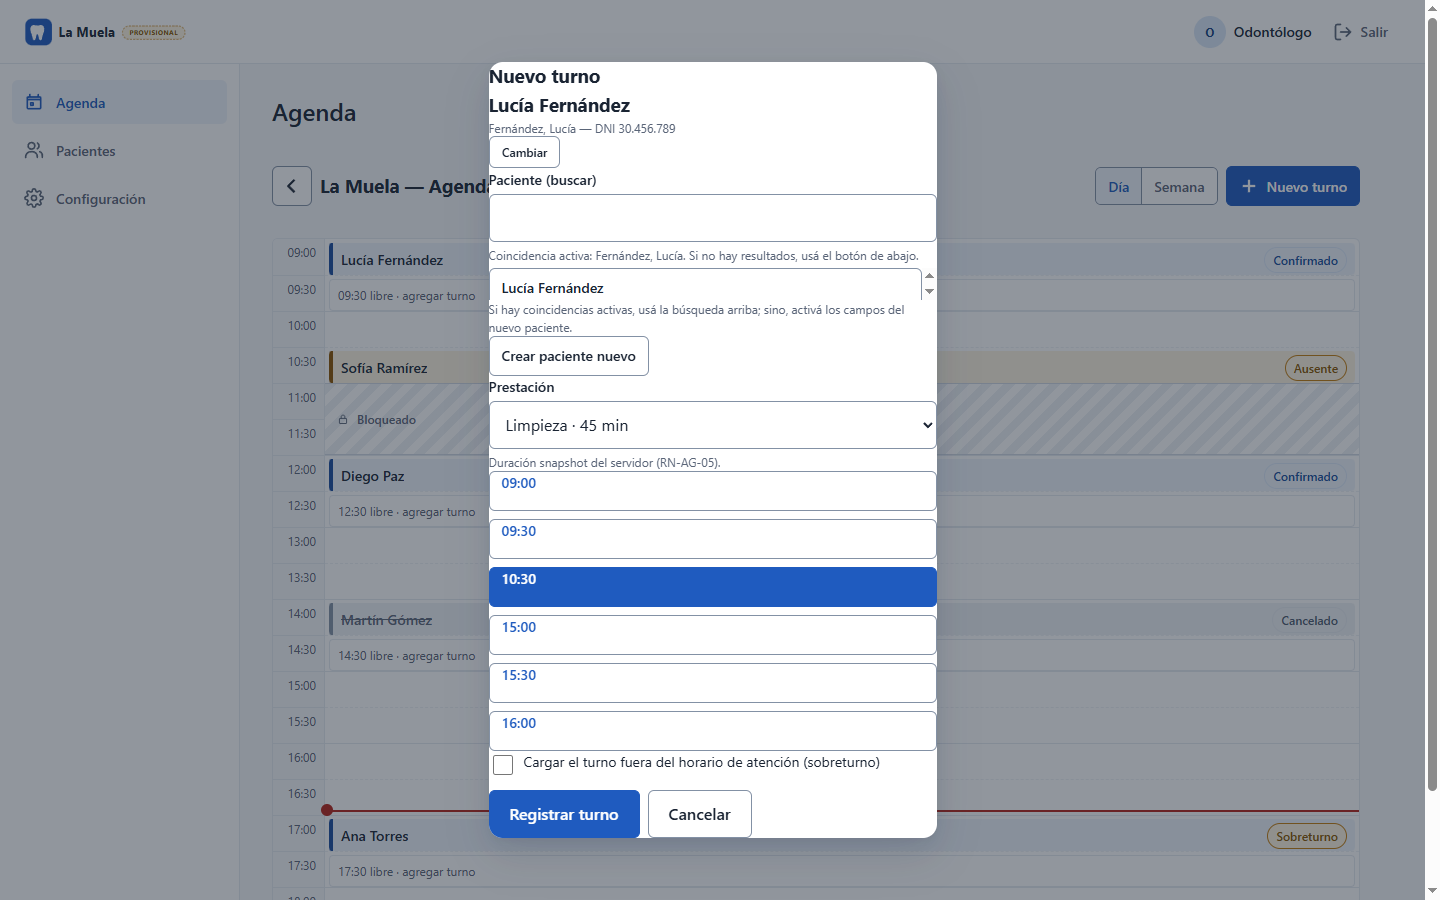 La Muela
PROVISIONAL
O
Odontólogo
Salir
Agenda
Pacientes
Configuración
Agenda
La Muela — Agenda
Día
Semana
Nuevo turno
09:00
Lucía Fernández
Confirmado
09:30
09:30 libre · agregar turno
10:00
10:30
Sofía Ramírez
Ausente
11:00
Bloqueado
11:30
12:00
Diego Paz
Confirmado
12:30
12:30 libre · agregar turno
13:00
13:30
14:00
Martín Gómez
Cancelado
14:30
14:30 libre · agregar turno
15:00
15:30
16:00
16:30
17:00
Ana Torres
Sobreturno
17:30
17:30 libre · agregar turno
Nuevo turno
Lucía Fernández
Fernández, Lucía — DNI 30.456.789
Cambiar
Paciente (buscar)
Coincidencia activa: Fernández, Lucía. Si no hay resultados, usá el botón de abajo.
Lucía Fernández
Si hay coincidencias activas, usá la búsqueda arriba; sino, activá los campos del
nuevo paciente.
Crear paciente nuevo
Prestación
Limpieza · 45 min
Duración snapshot del servidor (RN-AG-05).
09:00
09:30
10:30
15:00
15:30
16:00
Cargar el turno fuera del horario de atención (sobreturno)
Registrar turno
Cancelar